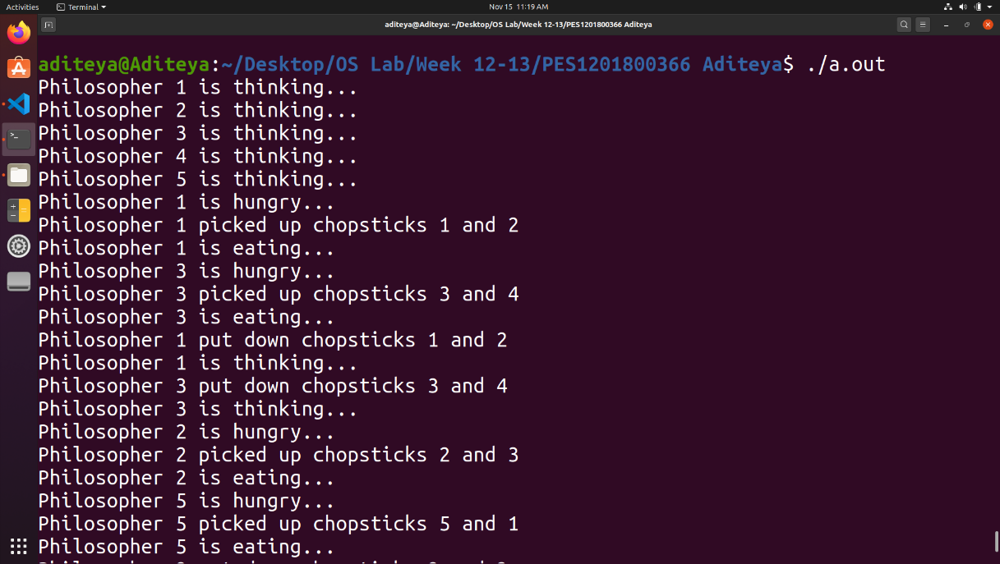 Activities
Terminal
Nov 15 11:19 AM
aditeya@Aditeya: ~/Desktop/OS Lab/Week 12-13/PES1201800366 Aditeya
aditeya@Aditeya:~/Desktop/OS Lab/Week 12-13/PES1201800366 Aditeya$ ./a.out
Philosopher 1 is thinking...
Philosopher 2 is thinking...
Philosopher 3 is thinking...
Philosopher 4 is thinking...
Philosopher 5 is thinking...
Philosopher 1 is hungry...
Philosopher 1 picked up chopsticks 1 and 2
Philosopher 1 is eating...
Philosopher 3 is hungry...
Philosopher 3 picked up chopsticks 3 and 4
Philosopher 3 is eating...
Philosopher 1 put down chopsticks 1 and 2
Philosopher 1 is thinking...
Philosopher 3 put down chopsticks 3 and 4
Philosopher 3 is thinking...
Philosopher 2 is hungry...
Philosopher 2 picked up chopsticks 2 and 3
Philosopher 2 is eating...
Philosopher 5 is hungry...
Philosopher 5 picked up chopsticks 5 and 1
Philosopher 5 is eating...